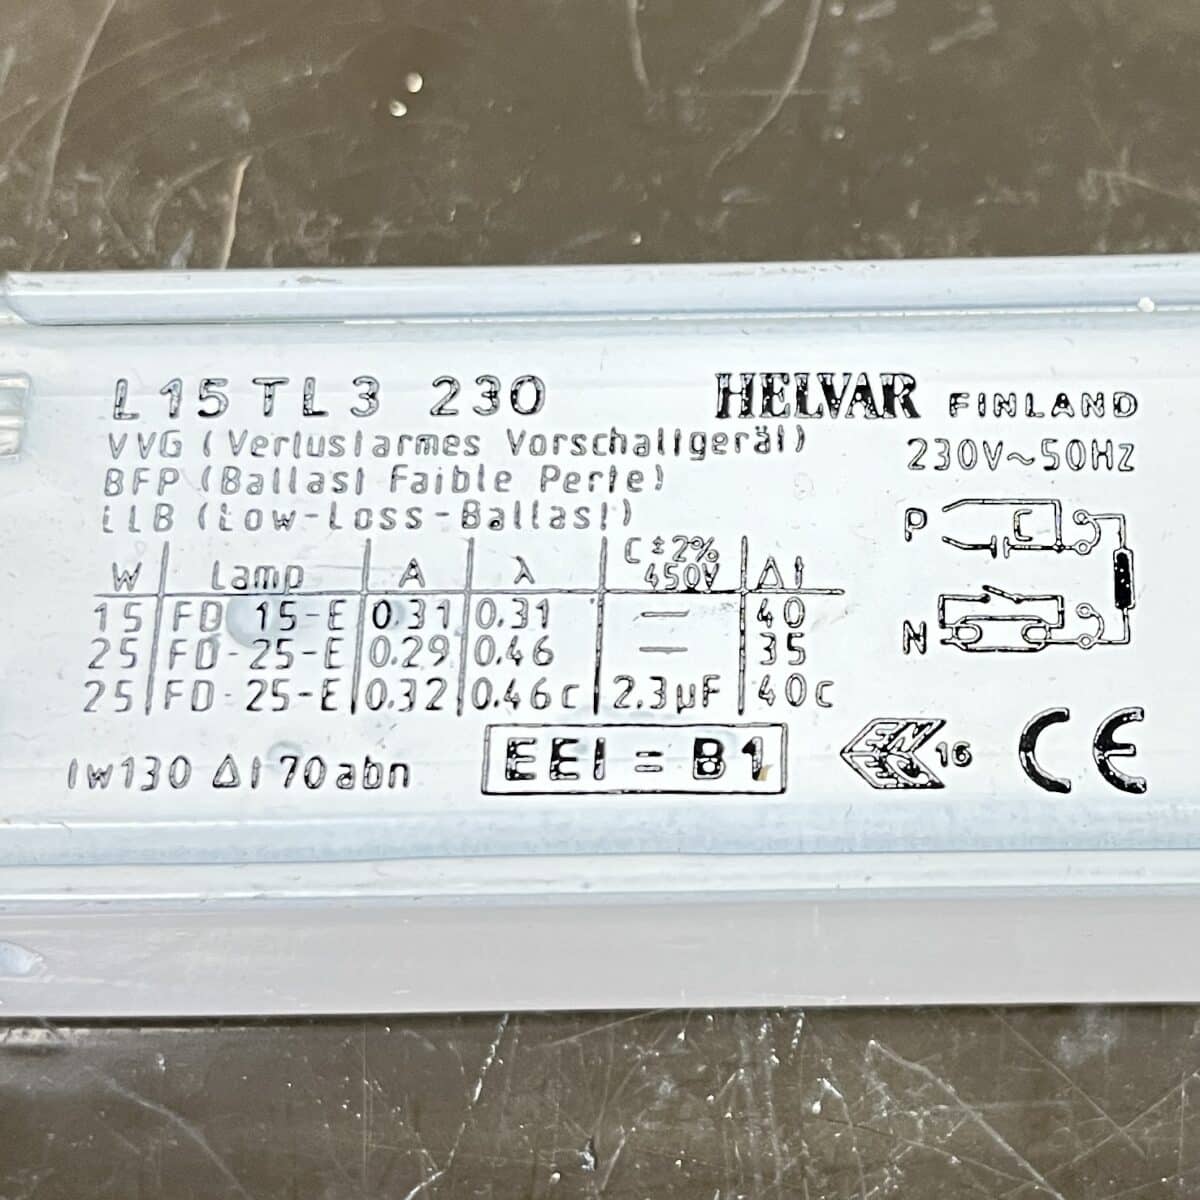 L15TL3 230
HELVAR FINLAND
VVG (Verlustarmes Vorschaltgerät)
230V~50Hz
BFP (Ballast Faible Perte)
LLB (Low-Loss-Ballast)
P C
N
W Lamp A λ C ±2% 450V Δt
15 FD 15-E 0.31 0.31 — 40
25 FD-25-E 0.29 0.46 — 35
25 FD-25-E 0.32 0.46c 2.3µF 40c
tw130 Δt 70abn
EEI = B1
ENEC 16
CE